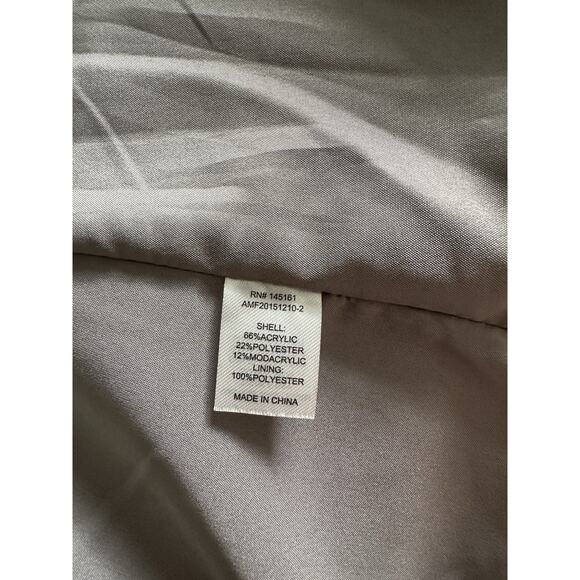 RN# 145161
AMF20151210-2
SHELL:
66%ACRYLIC
22%POLYESTER
12%MODACRYLIC
LINING:
100%POLYESTER
MADE IN CHINA